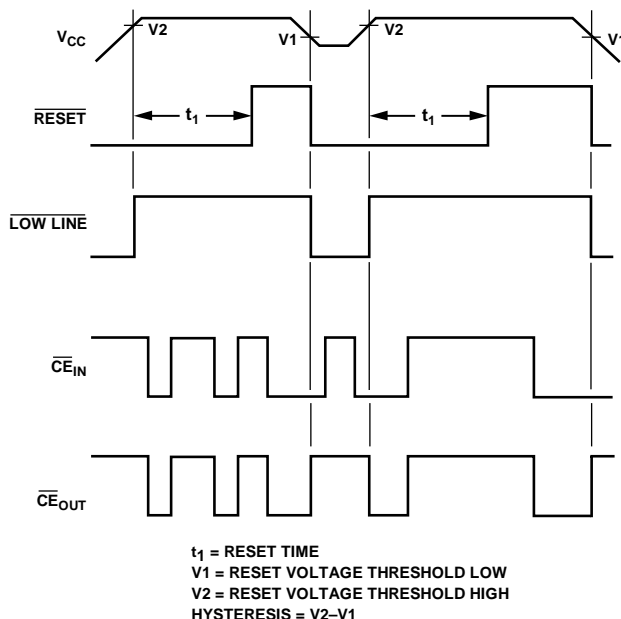 VCC
V2
V1
V2
V1
RESET
t1
t1
LOW LINE
CEIN
CEOUT
t1 = RESET TIME
V1 = RESET VOLTAGE THRESHOLD LOW
V2 = RESET VOLTAGE THRESHOLD HIGH
HYSTERESIS = V2–V1